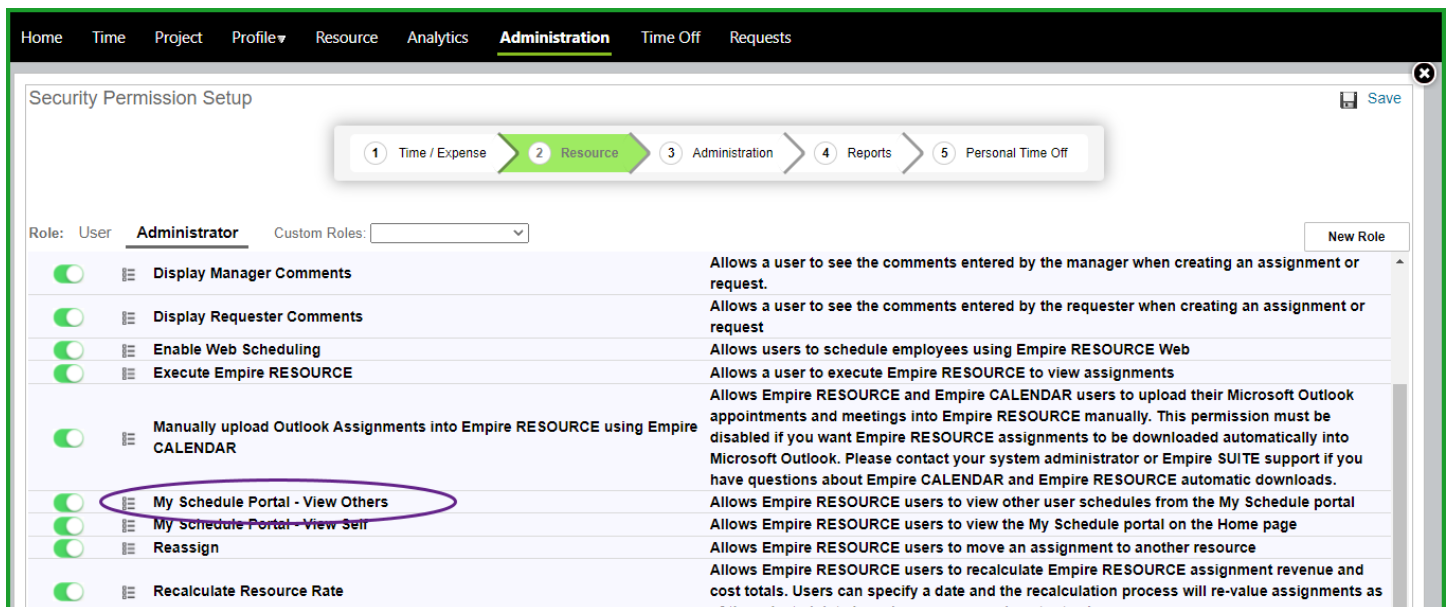 Home Time Project Profile▾ Resource Analytics Administration Time Off Requests
Security Permission Setup Save
1 Time / Expense 2 Resource 3 Administration 4 Reports 5 Personal Time Off
Role: User Administrator Custom Roles: New Role
Display Manager Comments
Allows a user to see the comments entered by the manager when creating an assignment or
request.
Display Requester Comments
Allows a user to see the comments entered by the requester when creating an assignment or
request
Enable Web Scheduling Allows users to schedule employees using Empire RESOURCE Web
Execute Empire RESOURCE Allows a user to execute Empire RESOURCE to view assignments
Manually upload Outlook Assignments into Empire RESOURCE using Empire
CALENDAR
Allows Empire RESOURCE and Empire CALENDAR users to upload their Microsoft Outlook
appointments and meetings into Empire RESOURCE manually. This permission must be
disabled if you want Empire RESOURCE assignments to be downloaded automatically into
Microsoft Outlook. Please contact your system administrator or Empire SUITE support if you
have questions about Empire CALENDAR and Empire RESOURCE automatic downloads.
My Schedule Portal - View Others Allows Empire RESOURCE users to view other user schedules from the My Schedule portal
My Schedule Portal - View Self Allows Empire RESOURCE users to view the My Schedule portal on the Home page
Reassign Allows Empire RESOURCE users to move an assignment to another resource
Recalculate Resource Rate
Allows Empire RESOURCE users to recalculate Empire RESOURCE assignment revenue and
cost totals. Users can specify a date and the recalculation process will re-value assignments as